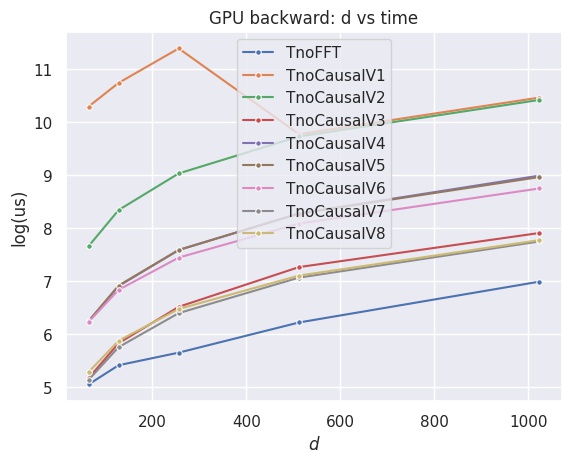 GPU backward: d vs time
log(us)
11
10
9
8
7
6
5
TnoFFT
TnoCausalV1
TnoCausalV2
TnoCausalV3
TnoCausalV4
TnoCausalV5
TnoCausalV6
TnoCausalV7
TnoCausalV8
200
400
600
800
1000
d